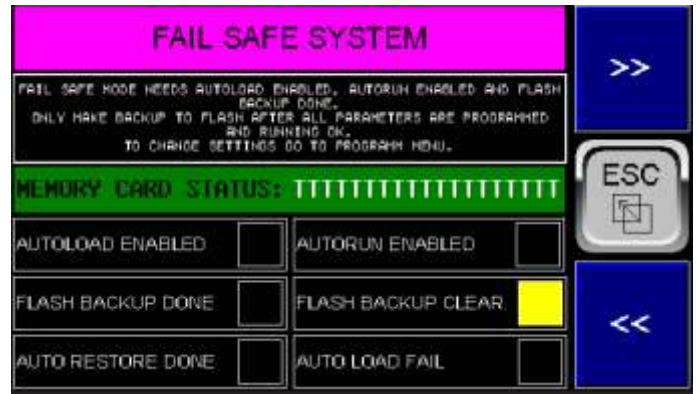 FAIL SAFE SYSTEM
>>
FAIL SAFE MODE NEEDS AUTOLOAD ENABLED, AUTORUN ENABLED AND FLASH
BACKUP DONE.
ONLY MAKE BACKUP TO FLASH AFTER ALL PARAMETERS ARE PROGRAMMED
AND RUNNING OK.
TO CHANGE SETTINGS GO TO PROGRAMM MENU.
MEMORY CARD STATUS: TTTTTTTTTTTTTTTTTTTT
ESC
AUTOLOAD ENABLED
AUTORUN ENABLED
FLASH BACKUP DONE
FLASH BACKUP CLEAR
<<
AUTO RESTORE DONE
AUTO LOAD FAIL